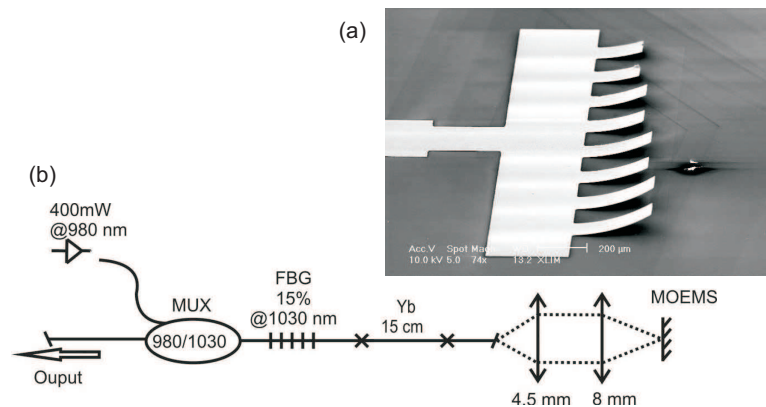 (a)
Acc.V Spot Magn
10.0 kV 5.0 74x 13.2 XLIM
200 µm
(b)
400mW
@980 nm
MUX
980/1030
FBG
15%
@1030 nm
Yb
15 cm
MOEMS
Ouput
4.5 mm
8 mm